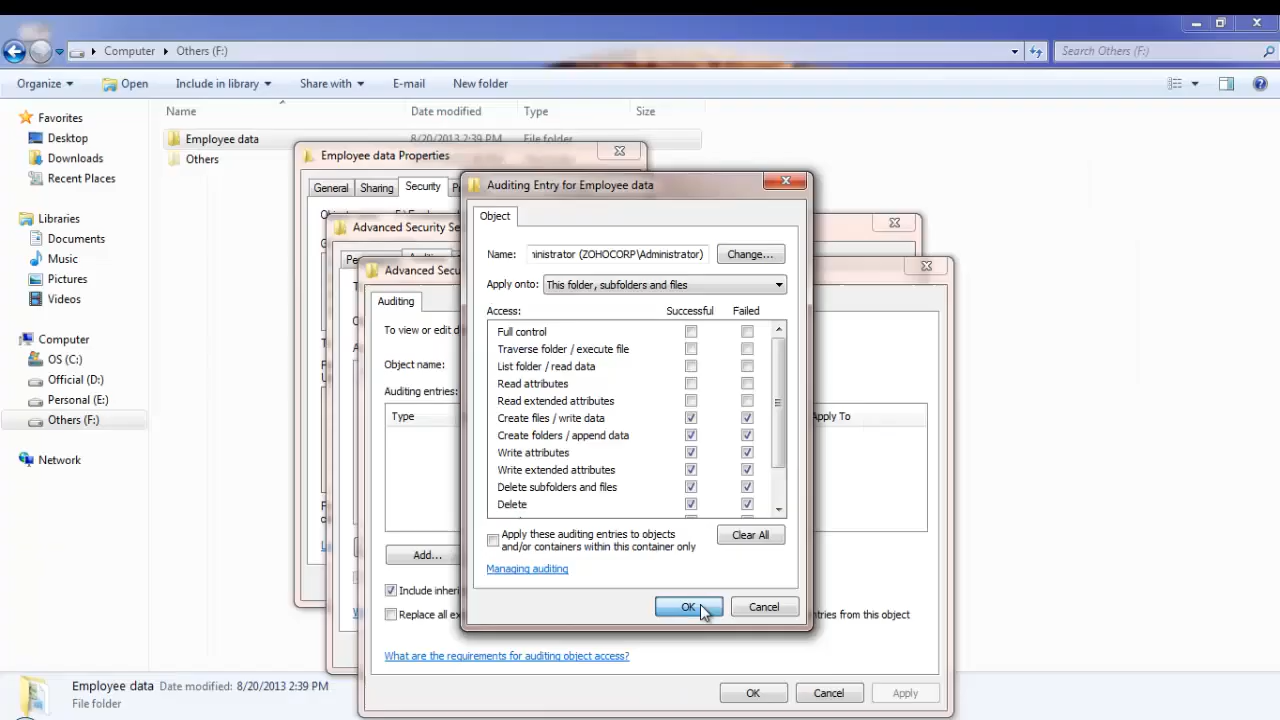 Computer
Others (F:)
Search Others (F:)
Organize
Open
Include in library
Share with
E-mail
New folder
Favorites
Desktop
Downloads
Recent Places
Libraries
Documents
Music
Pictures
Videos
Computer
OS (C:)
Official (D:)
Personal (E:)
Others (F:)
Network
Name
Date modified
Type
Size
Employee data
8/20/2013 2:39 PM
File folder
Others
Employee data Properties
General
Sharing
Security
Advanced Security Se
Advanced Secu
Auditing
To view or edit d
Object name:
Auditing entries:
Type
Apply To
Add...
Include inheri
Replace all ex
entries from this object
What are the requirements for auditing object access?
OK
Cancel
Apply
Auditing Entry for Employee data
Object
Name:
inistrator (ZOHOCORP\Administrator)
Change...
Apply onto:
This folder, subfolders and files
Access:
Successful
Failed
Full control
Traverse folder / execute file
List folder / read data
Read attributes
Read extended attributes
Create files / write data
Create folders / append data
Write attributes
Write extended attributes
Delete subfolders and files
Delete
Apply these auditing entries to objects
and/or containers within this container only
Clear All
Managing auditing
OK
Cancel
Employee data
Date modified: 8/20/2013 2:39 PM
File folder